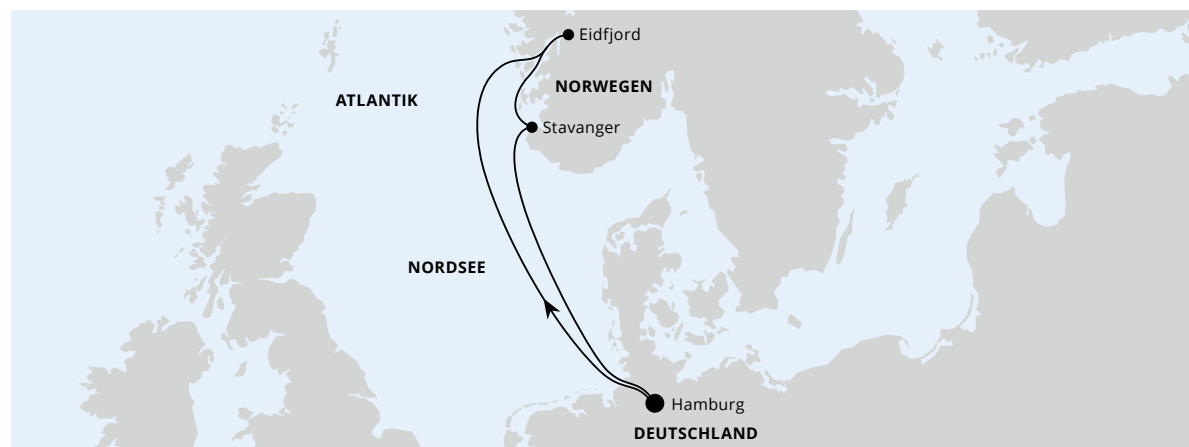 Eidfjord
NORWEGEN
ATLANTIK
Stavanger
NORDSEE
Hamburg
DEUTSCHLAND